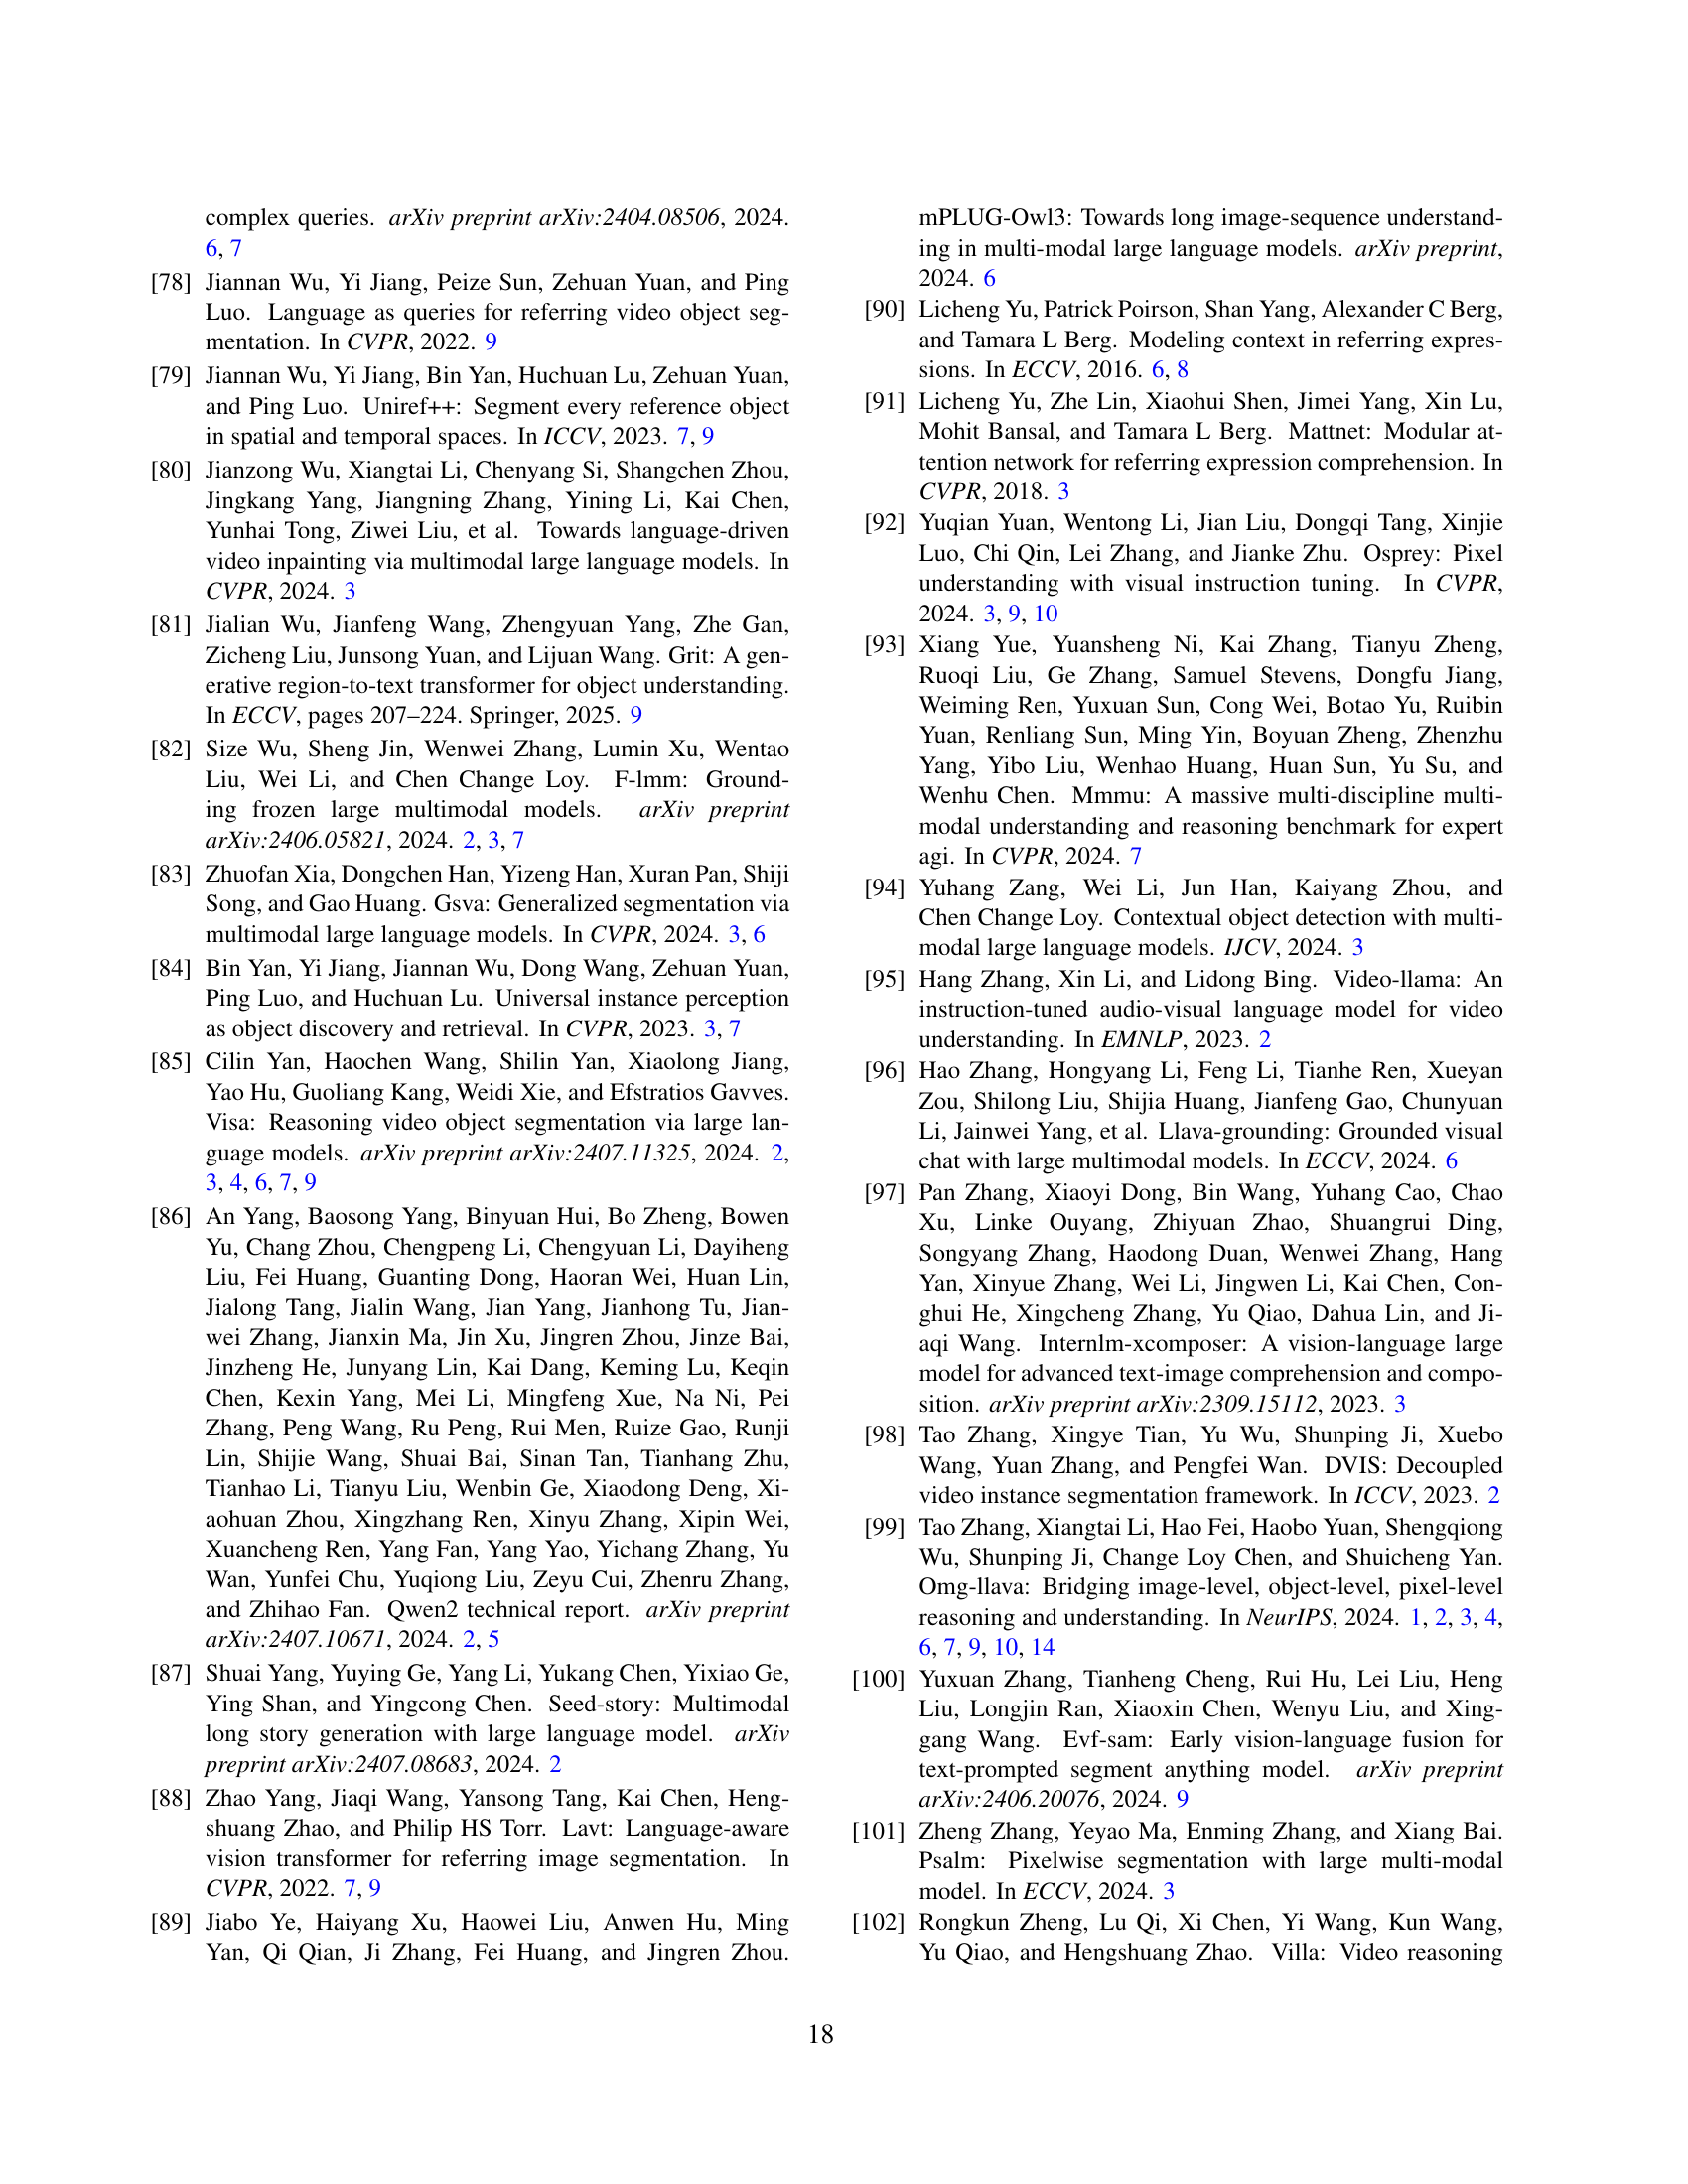 complex queries. arXiv preprint arXiv:2404.08506, 2024.
6, 7
[78] Jiannan Wu, Yi Jiang, Peize Sun, Zehuan Yuan, and Ping
Luo. Language as queries for referring video object seg-
mentation. In CVPR, 2022. 9
[79] Jiannan Wu, Yi Jiang, Bin Yan, Huchuan Lu, Zehuan Yuan,
and Ping Luo. Uniref++: Segment every reference object
in spatial and temporal spaces. In ICCV, 2023. 7, 9
[80] Jianzong Wu, Xiangtai Li, Chenyang Si, Shangchen Zhou,
Jingkang Yang, Jiangning Zhang, Yining Li, Kai Chen,
Yunhai Tong, Ziwei Liu, et al. Towards language-driven
video inpainting via multimodal large language models. In
CVPR, 2024. 3
[81] Jialian Wu, Jianfeng Wang, Zhengyuan Yang, Zhe Gan,
Zicheng Liu, Junsong Yuan, and Lijuan Wang. Grit: A gen-
erative region-to-text transformer for object understanding.
In ECCV, pages 207–224. Springer, 2025. 9
[82] Size Wu, Sheng Jin, Wenwei Zhang, Lumin Xu, Wentao
Liu, Wei Li, and Chen Change Loy. F-lmm: Ground-
ing frozen large multimodal models. arXiv preprint
arXiv:2406.05821, 2024. 2, 3, 7
[83] Zhuofan Xia, Dongchen Han, Yizeng Han, Xuran Pan, Shiji
Song, and Gao Huang. Gsva: Generalized segmentation via
multimodal large language models. In CVPR, 2024. 3, 6
[84] Bin Yan, Yi Jiang, Jiannan Wu, Dong Wang, Zehuan Yuan,
Ping Luo, and Huchuan Lu. Universal instance perception
as object discovery and retrieval. In CVPR, 2023. 3, 7
[85] Cilin Yan, Haochen Wang, Shilin Yan, Xiaolong Jiang,
Yao Hu, Guoliang Kang, Weidi Xie, and Efstratios Gavves.
Visa: Reasoning video object segmentation via large lan-
guage models. arXiv preprint arXiv:2407.11325, 2024. 2,
3, 4, 6, 7, 9
[86] An Yang, Baosong Yang, Binyuan Hui, Bo Zheng, Bowen
Yu, Chang Zhou, Chengpeng Li, Chengyuan Li, Dayiheng
Liu, Fei Huang, Guanting Dong, Haoran Wei, Huan Lin,
Jialong Tang, Jialin Wang, Jian Yang, Jianhong Tu, Jian-
wei Zhang, Jianxin Ma, Jin Xu, Jingren Zhou, Jinze Bai,
Jinzheng He, Junyang Lin, Kai Dang, Keming Lu, Keqin
Chen, Kexin Yang, Mei Li, Mingfeng Xue, Na Ni, Pei
Zhang, Peng Wang, Ru Peng, Rui Men, Ruize Gao, Runji
Lin, Shijie Wang, Shuai Bai, Sinan Tan, Tianhang Zhu,
Tianhao Li, Tianyu Liu, Wenbin Ge, Xiaodong Deng, Xi-
aohuan Zhou, Xingzhang Ren, Xinyu Zhang, Xipin Wei,
Xuancheng Ren, Yang Fan, Yang Yao, Yichang Zhang, Yu
Wan, Yunfei Chu, Yuqiong Liu, Zeyu Cui, Zhenru Zhang,
and Zhihao Fan. Qwen2 technical report. arXiv preprint
arXiv:2407.10671, 2024. 2, 5
[87] Shuai Yang, Yuying Ge, Yang Li, Yukang Chen, Yixiao Ge,
Ying Shan, and Yingcong Chen. Seed-story: Multimodal
long story generation with large language model. arXiv
preprint arXiv:2407.08683, 2024. 2
[88] Zhao Yang, Jiaqi Wang, Yansong Tang, Kai Chen, Heng-
shuang Zhao, and Philip HS Torr. Lavt: Language-aware
vision transformer for referring image segmentation. In
CVPR, 2022. 7, 9
[89] Jiabo Ye, Haiyang Xu, Haowei Liu, Anwen Hu, Ming
Yan, Qi Qian, Ji Zhang, Fei Huang, and Jingren Zhou.
mPLUG-Owl3: Towards long image-sequence understand-
ing in multi-modal large language models. arXiv preprint,
2024. 6
[90] Licheng Yu, Patrick Poirson, Shan Yang, Alexander C Berg,
and Tamara L Berg. Modeling context in referring expres-
sions. In ECCV, 2016. 6, 8
[91] Licheng Yu, Zhe Lin, Xiaohui Shen, Jimei Yang, Xin Lu,
Mohit Bansal, and Tamara L Berg. Mattnet: Modular at-
tention network for referring expression comprehension. In
CVPR, 2018. 3
[92] Yuqian Yuan, Wentong Li, Jian Liu, Dongqi Tang, Xinjie
Luo, Chi Qin, Lei Zhang, and Jianke Zhu. Osprey: Pixel
understanding with visual instruction tuning. In CVPR,
2024. 3, 9, 10
[93] Xiang Yue, Yuansheng Ni, Kai Zhang, Tianyu Zheng,
Ruoqi Liu, Ge Zhang, Samuel Stevens, Dongfu Jiang,
Weiming Ren, Yuxuan Sun, Cong Wei, Botao Yu, Ruibin
Yuan, Renliang Sun, Ming Yin, Boyuan Zheng, Zhenzhu
Yang, Yibo Liu, Wenhao Huang, Huan Sun, Yu Su, and
Wenhu Chen. Mmmu: A massive multi-discipline multi-
modal understanding and reasoning benchmark for expert
agi. In CVPR, 2024. 7
[94] Yuhang Zang, Wei Li, Jun Han, Kaiyang Zhou, and
Chen Change Loy. Contextual object detection with multi-
modal large language models. IJCV, 2024. 3
[95] Hang Zhang, Xin Li, and Lidong Bing. Video-llama: An
instruction-tuned audio-visual language model for video
understanding. In EMNLP, 2023. 2
[96] Hao Zhang, Hongyang Li, Feng Li, Tianhe Ren, Xueyan
Zou, Shilong Liu, Shijia Huang, Jianfeng Gao, Chunyuan
Li, Jainwei Yang, et al. Llava-grounding: Grounded visual
chat with large multimodal models. In ECCV, 2024. 6
[97] Pan Zhang, Xiaoyi Dong, Bin Wang, Yuhang Cao, Chao
Xu, Linke Ouyang, Zhiyuan Zhao, Shuangrui Ding,
Songyang Zhang, Haodong Duan, Wenwei Zhang, Hang
Yan, Xinyue Zhang, Wei Li, Jingwen Li, Kai Chen, Con-
ghui He, Xingcheng Zhang, Yu Qiao, Dahua Lin, and Ji-
aqi Wang. Internlm-xcomposer: A vision-language large
model for advanced text-image comprehension and compo-
sition. arXiv preprint arXiv:2309.15112, 2023. 3
[98] Tao Zhang, Xingye Tian, Yu Wu, Shunping Ji, Xuebo
Wang, Yuan Zhang, and Pengfei Wan. DVIS: Decoupled
video instance segmentation framework. In ICCV, 2023. 2
[99] Tao Zhang, Xiangtai Li, Hao Fei, Haobo Yuan, Shengqiong
Wu, Shunping Ji, Change Loy Chen, and Shuicheng Yan.
Omg-llava: Bridging image-level, object-level, pixel-level
reasoning and understanding. In NeurIPS, 2024. 1, 2, 3, 4,
6, 7, 9, 10, 14
[100] Yuxuan Zhang, Tianheng Cheng, Rui Hu, Lei Liu, Heng
Liu, Longjin Ran, Xiaoxin Chen, Wenyu Liu, and Xing-
gang Wang. Evf-sam: Early vision-language fusion for
text-prompted segment anything model. arXiv preprint
arXiv:2406.20076, 2024. 9
[101] Zheng Zhang, Yeyao Ma, Enming Zhang, and Xiang Bai.
Psalm: Pixelwise segmentation with large multi-modal
model. In ECCV, 2024. 3
[102] Rongkun Zheng, Lu Qi, Xi Chen, Yi Wang, Kun Wang,
Yu Qiao, and Hengshuang Zhao. Villa: Video reasoning
18